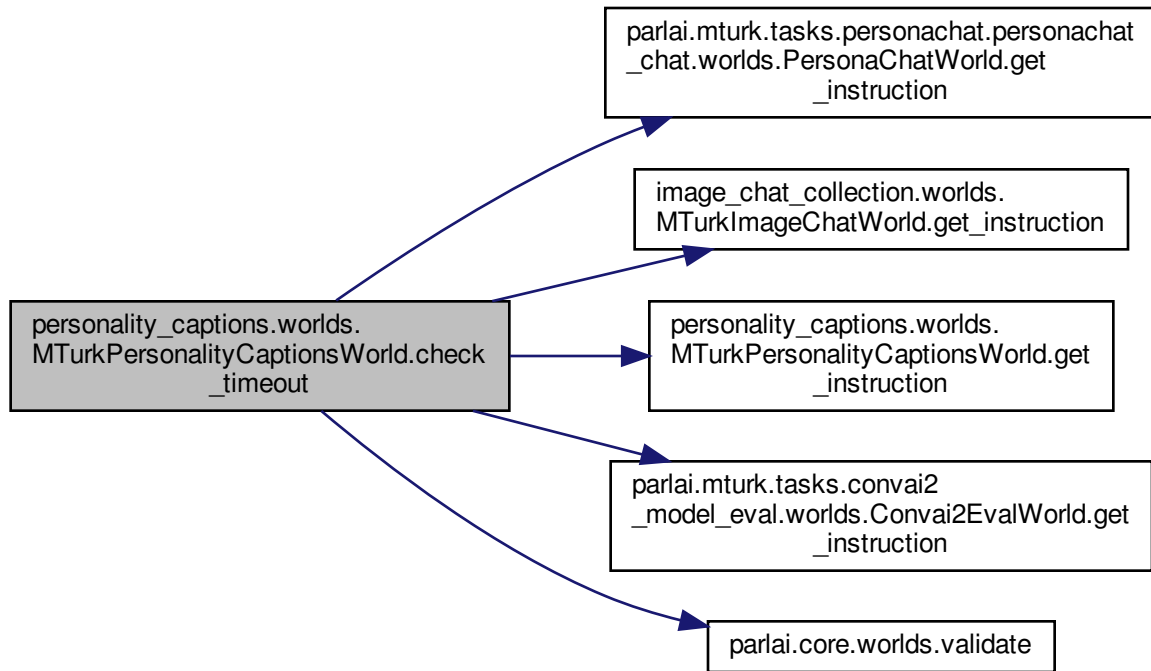 parlai.mturk.tasks.personachat.personachat
_chat.worlds.PersonaChatWorld.get
_instruction
image_chat_collection.worlds.
MTurkImageChatWorld.get_instruction
personality_captions.worlds.
MTurkPersonalityCaptionsWorld.check
_timeout
personality_captions.worlds.
MTurkPersonalityCaptionsWorld.get
_instruction
parlai.mturk.tasks.convai2
_model_eval.worlds.Convai2EvalWorld.get
_instruction
parlai.core.worlds.validate